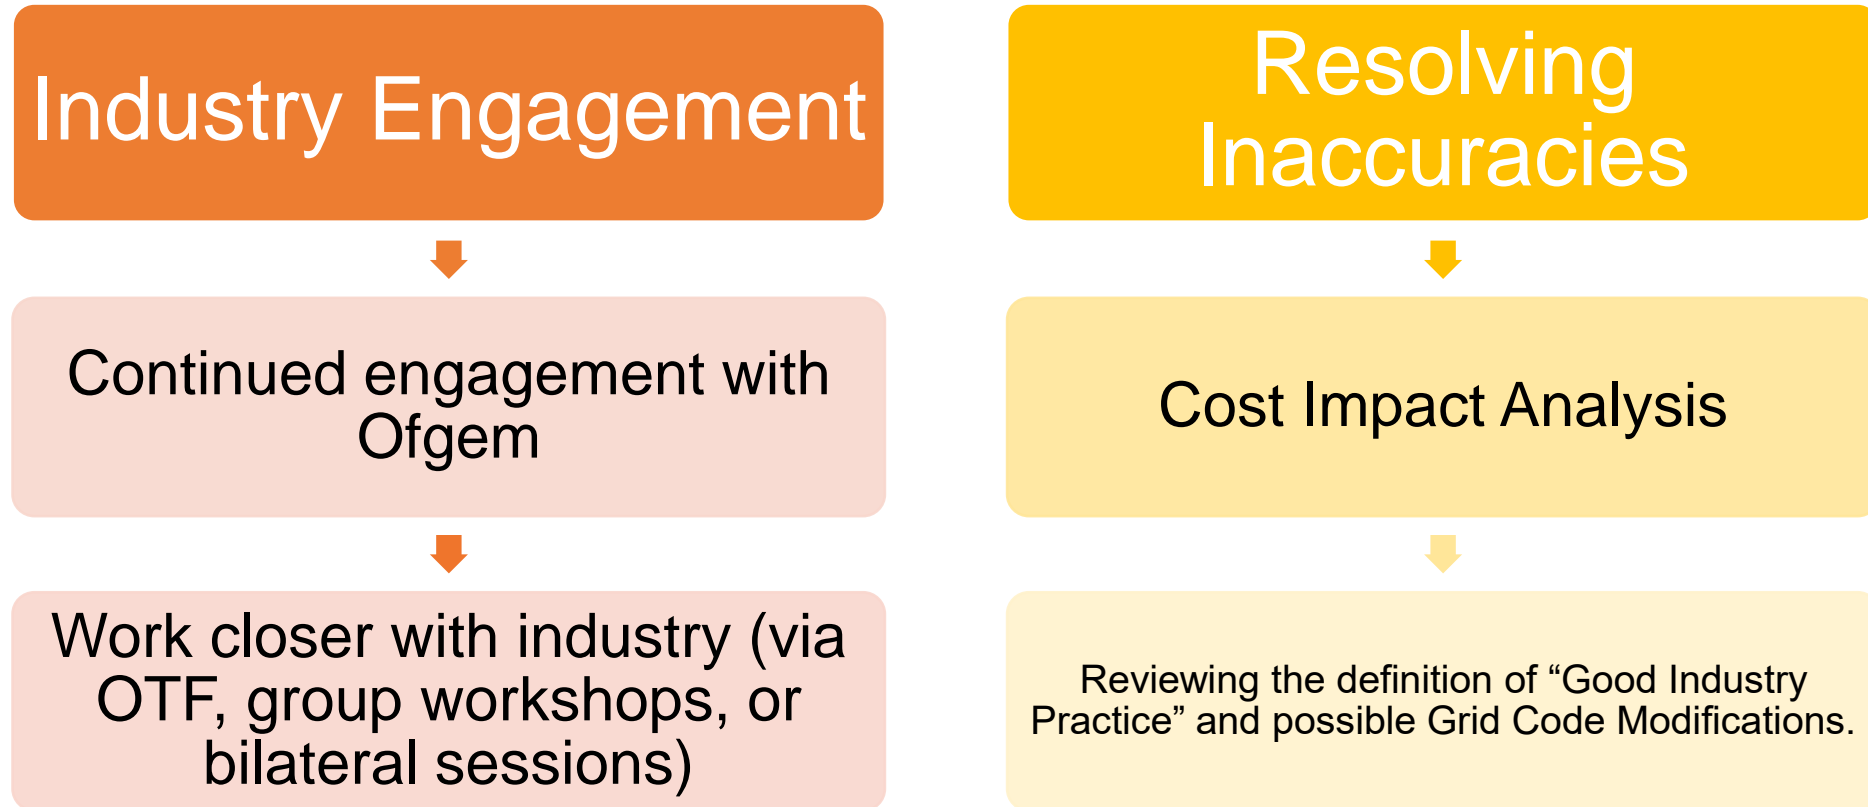 Industry Engagement
Continued engagement with
Ofgem
Work closer with industry (via
OTF, group workshops, or
bilateral sessions)
Resolving
Inaccuracies
Cost Impact Analysis
Reviewing the definition of “Good Industry
Practice” and possible Grid Code Modifications.